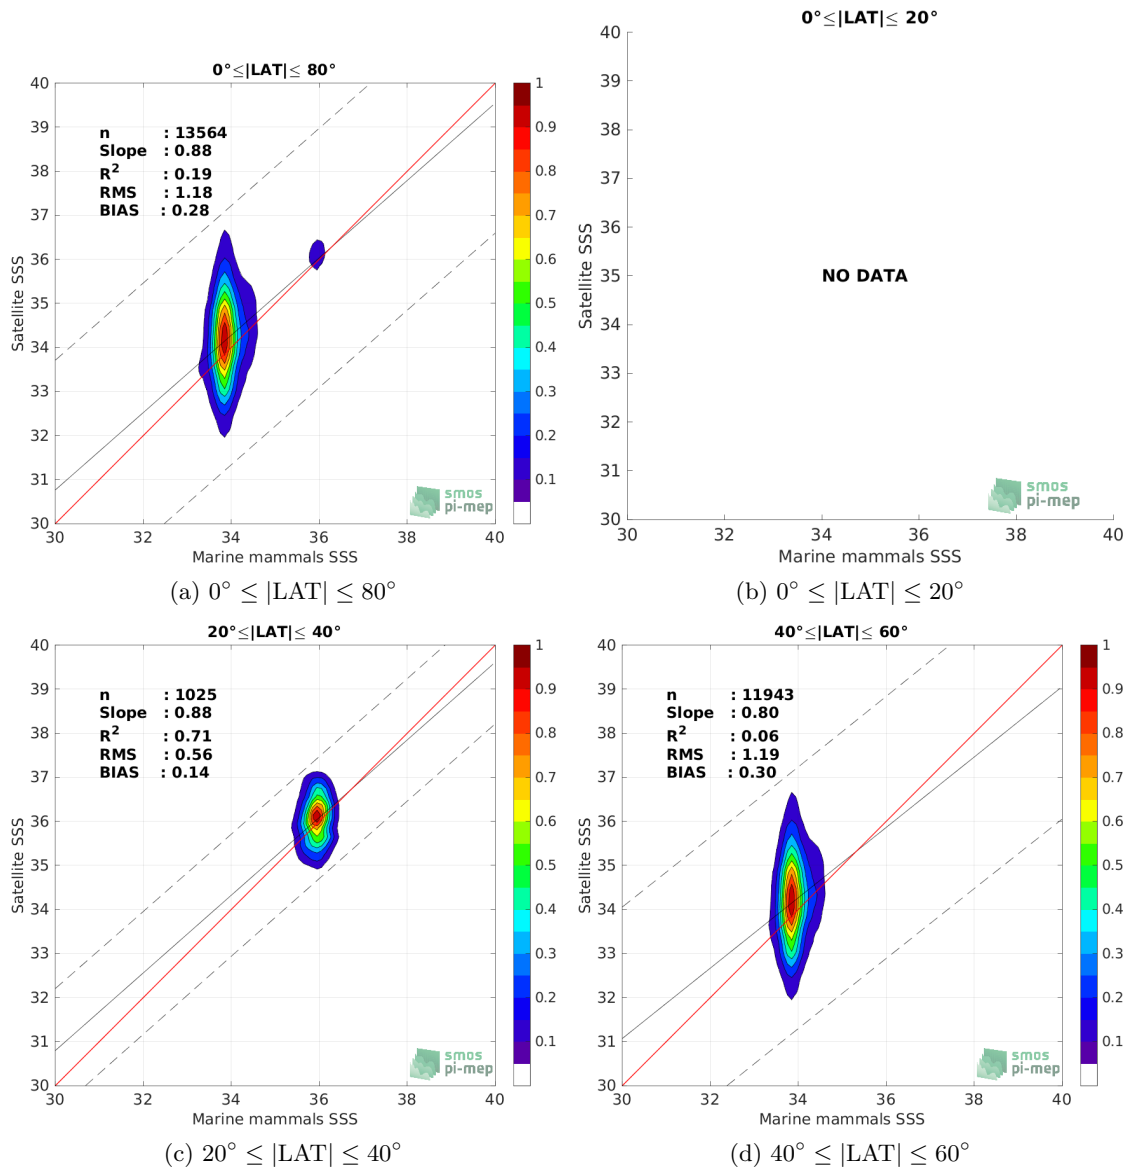 0°≤|LAT|≤ 80°
40
39
38
37
36
35
34
33
32
31
30
n : 13564
Slope : 0.88
R² : 0.19
RMS : 1.18
BIAS : 0.28
Satellite SSS
30 32 34 36 38 40
Marine mammals SSS
smos
pi-mep
1
0.9
0.8
0.7
0.6
0.5
0.4
0.3
0.2
0.1
(a) 0° ≤ |LAT| ≤ 80°
0°≤|LAT|≤ 20°
40
39
38
37
36
35
34
33
32
31
30
NO DATA
Satellite SSS
30 32 34 36 38 40
Marine mammals SSS
smos
pi-mep
(b) 0° ≤ |LAT| ≤ 20°
20°≤|LAT|≤ 40°
40
39
38
37
36
35
34
33
32
31
30
n : 1025
Slope : 0.88
R² : 0.71
RMS : 0.56
BIAS : 0.14
Satellite SSS
30 32 34 36 38 40
Marine mammals SSS
smos
pi-mep
1
0.9
0.8
0.7
0.6
0.5
0.4
0.3
0.2
0.1
(c) 20° ≤ |LAT| ≤ 40°
40°≤|LAT|≤ 60°
40
39
38
37
36
35
34
33
32
31
30
n : 11943
Slope : 0.80
R² : 0.06
RMS : 1.19
BIAS : 0.30
Satellite SSS
30 32 34 36 38 40
Marine mammals SSS
smos
pi-mep
1
0.9
0.8
0.7
0.6
0.5
0.4
0.3
0.2
0.1
(d) 40° ≤ |LAT| ≤ 60°